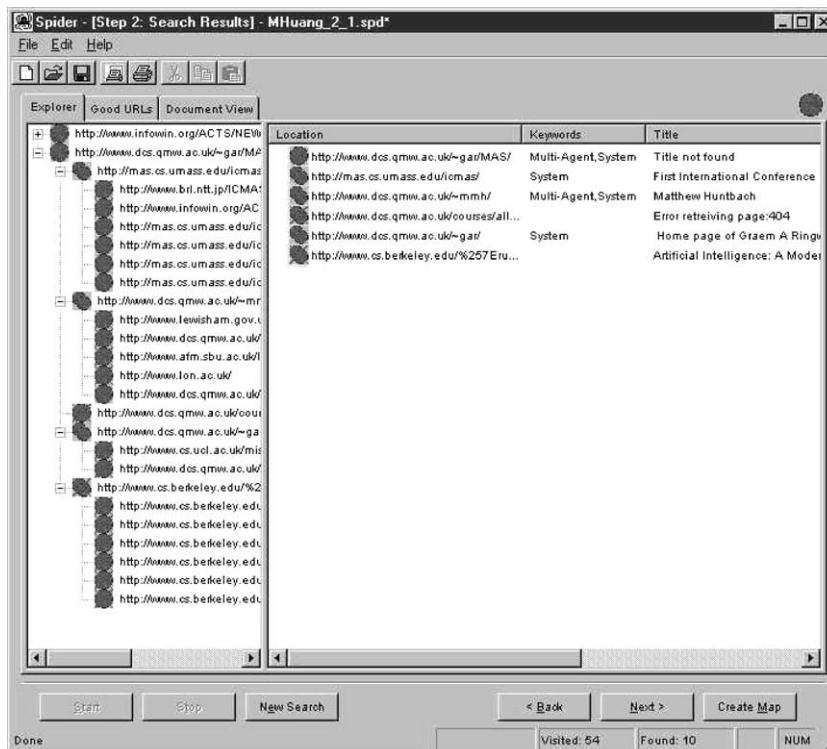 Spider - [Step 2: Search Results] - MHuang_2_1.spd*
File Edit Help
Explorer Good URLs Document View
http://www.infowin.org/ACTS/NEW
http://www.dcs.qmw.ac.uk/~gar/MA
http://mas.cs.umass.edu/icmas
http://www.brl.ntt.jp/ICMA
http://www.infowin.org/AC
http://mas.cs.umass.edu/ic
http://mas.cs.umass.edu/ic
http://mas.cs.umass.edu/ic
http://mas.cs.umass.edu/ic
http://www.dcs.qmw.ac.uk/~mm
http://www.lewisham.gov.u
http://www.dcs.qmw.ac.uk/
http://www.afm.sbu.ac.uk/l
http://www.lon.ac.uk/
http://www.dcs.qmw.ac.uk/
http://www.dcs.qmw.ac.uk/cour
http://www.dcs.qmw.ac.uk/~ga
http://www.cs.ucl.ac.uk/mis
http://www.dcs.qmw.ac.uk/
http://www.cs.berkeley.edu/%2
http://www.cs.berkeley.edu
http://www.cs.berkeley.edu
http://www.cs.berkeley.edu
http://www.cs.berkeley.edu
http://www.cs.berkeley.edu
http://www.cs.berkeley.edu
Location Keywords Title
http://www.dcs.qmw.ac.uk/~gar/MAS/ Multi-Agent,System Title not found
http://mas.cs.umass.edu/icmas/ System First International Conference
http://www.dcs.qmw.ac.uk/~mmh/ Multi-Agent,System Matthew Huntbach
http://www.dcs.qmw.ac.uk/courses/all... Error retreiving page:404
http://www.dcs.qmw.ac.uk/~gar/ System Home page of Graem A Ringw
http://www.cs.berkeley.edu/%257Eru... Artificial Intelligence: A Moder
Start Stop New Search < Back Next > Create Map
Done Visited: 54 Found: 10 NUM